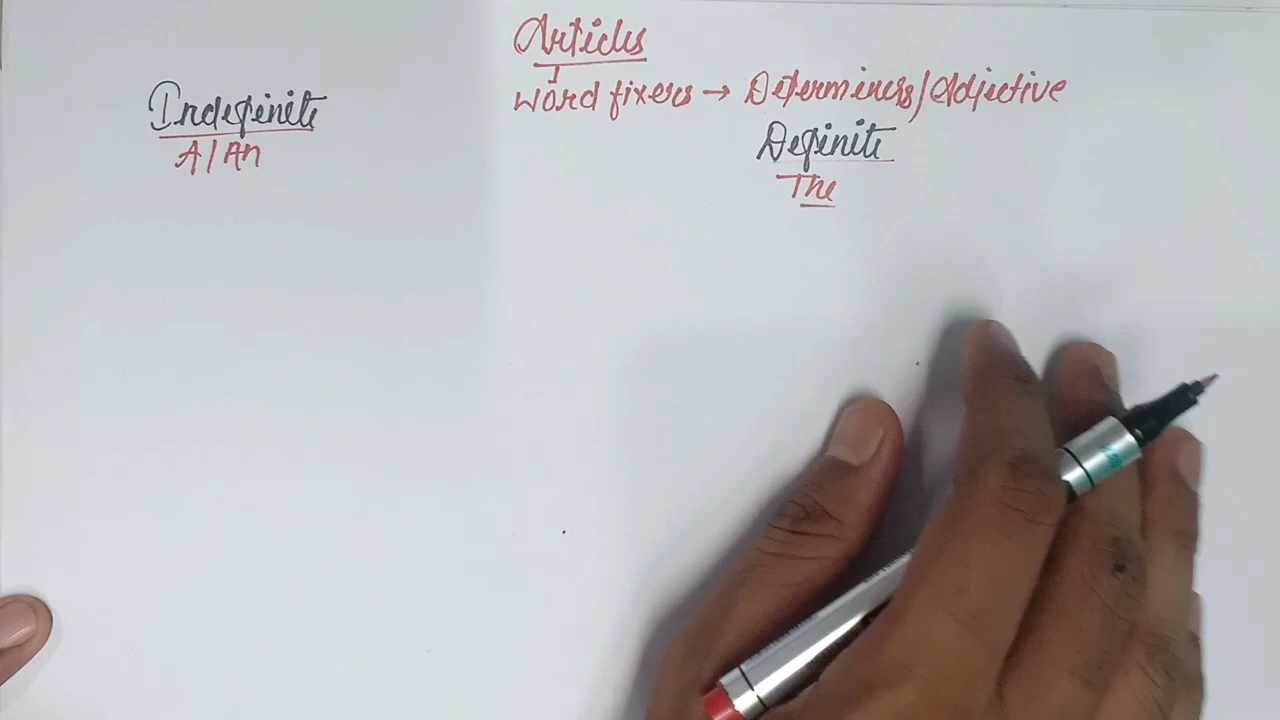 Articles
Word fixers → Determiners/Adjective
Indefinite
A/An
Definite
The